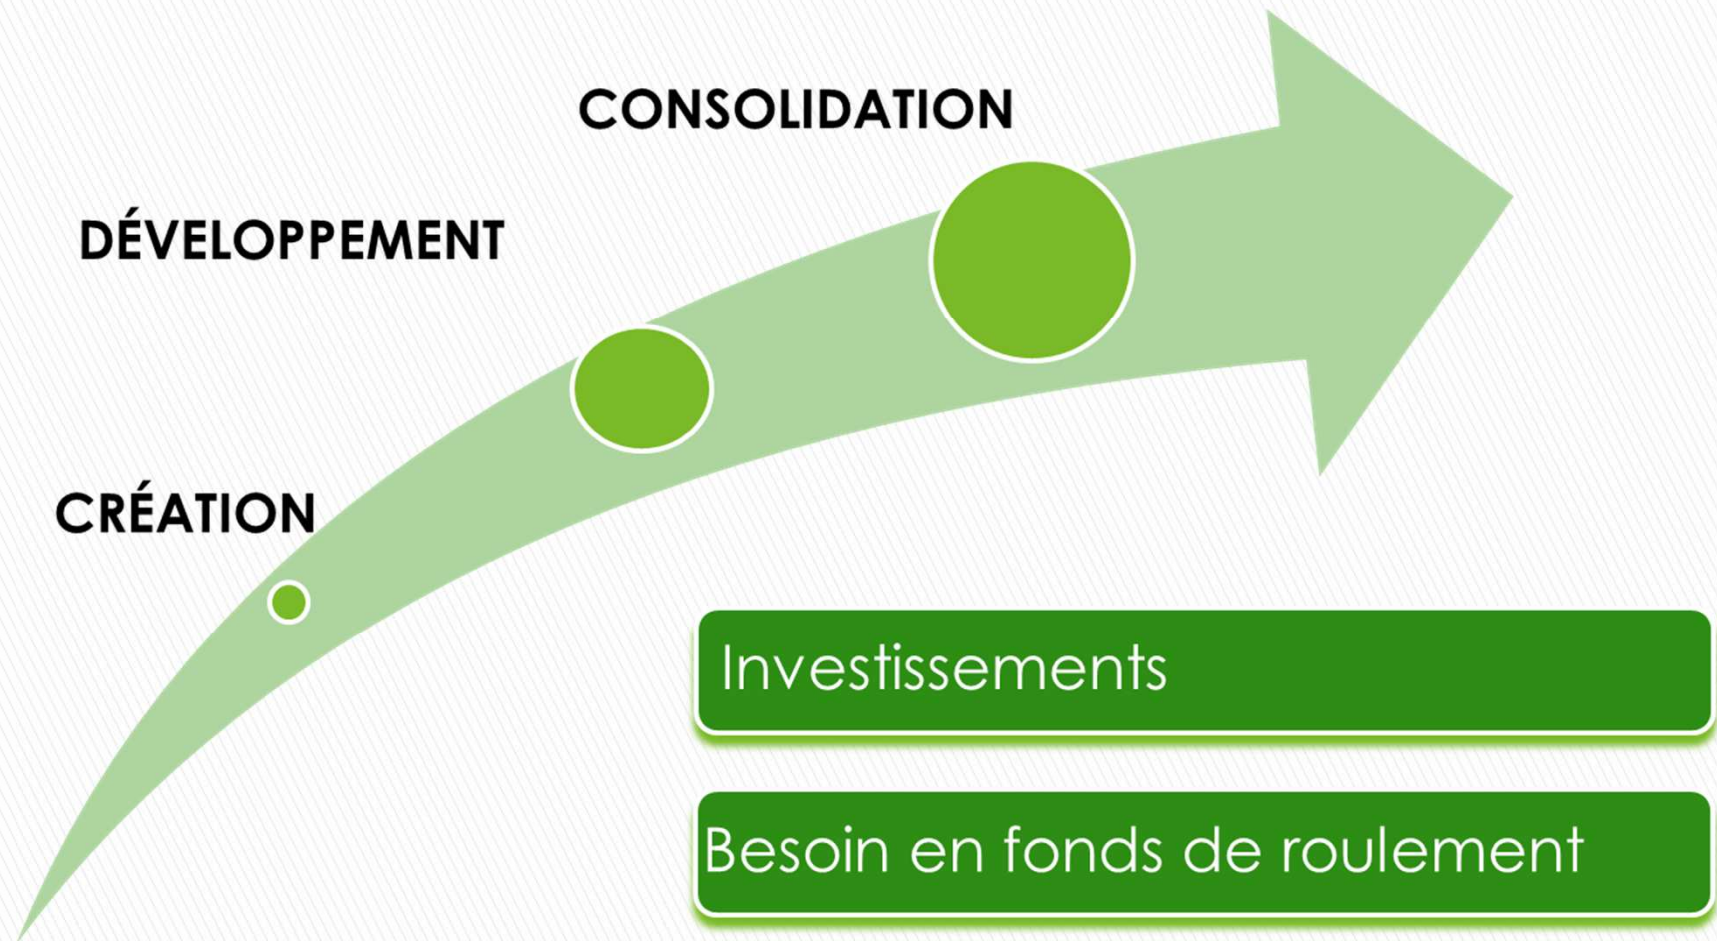 CONSOLIDATION
DÉVELOPPEMENT
CRÉATION
Investissements
Besoin en fonds de roulement